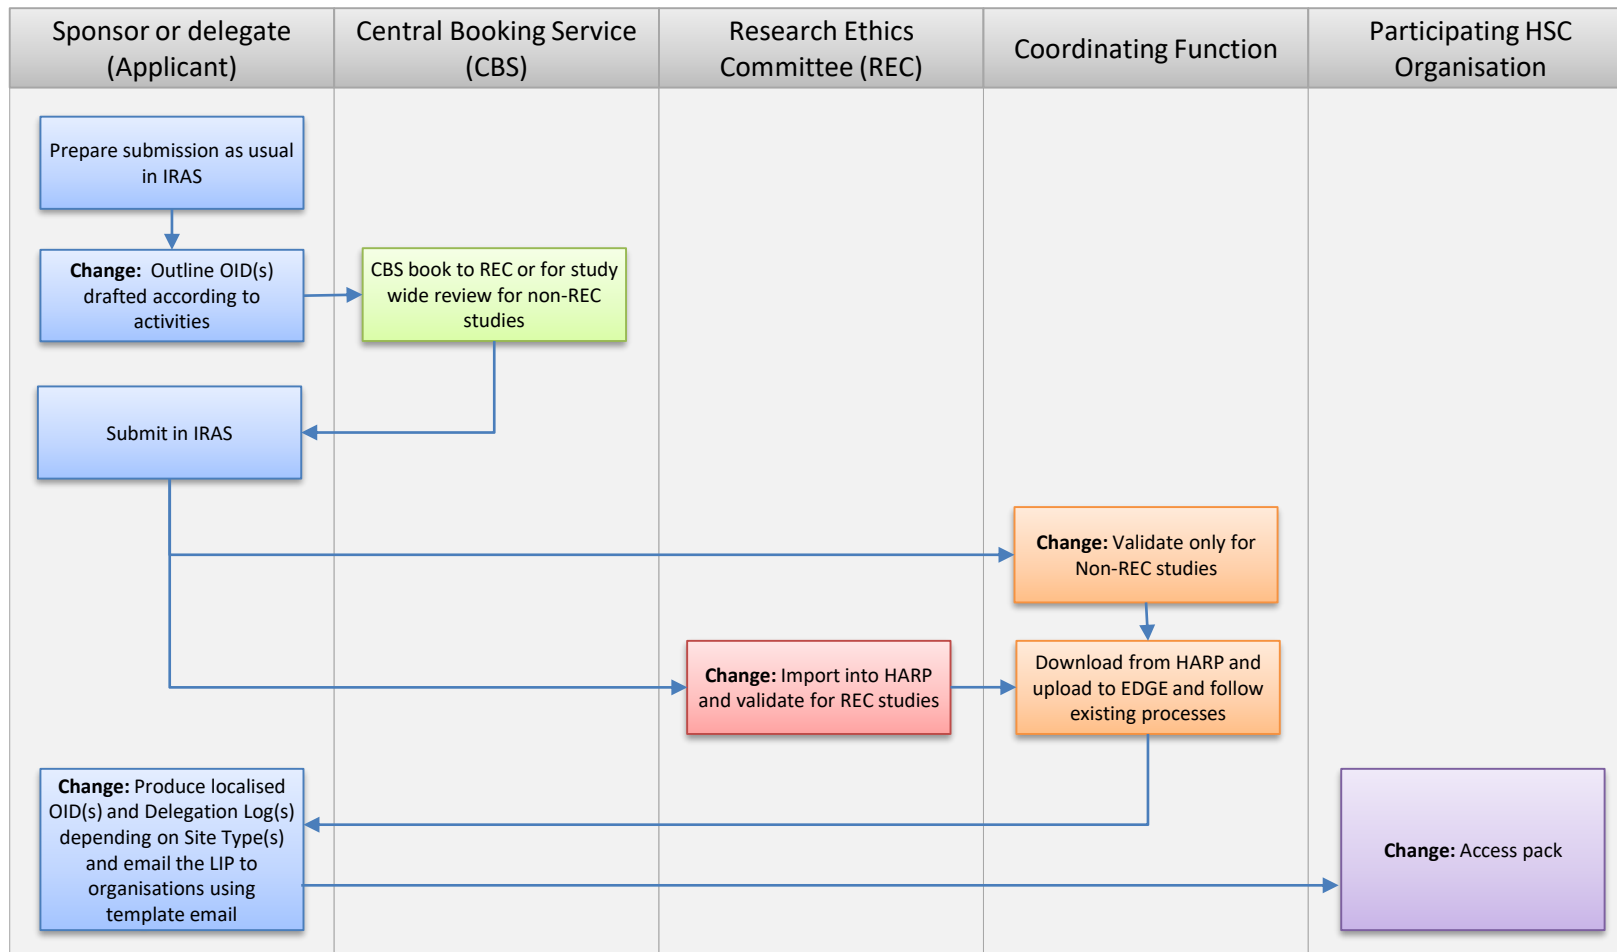 Sponsor or delegate
(Applicant)
Central Booking Service
(CBS)
Research Ethics
Committee (REC)
Coordinating Function
Participating HSC
Organisation
Prepare submission as usual
in IRAS
Change: Outline OID(s)
drafted according to
activities
CBS book to REC or for study
wide review for non-REC
studies
Submit in IRAS
Change: Validate only for
Non-REC studies
Change: Import into HARP
and validate for REC studies
Download from HARP and
upload to EDGE and follow
existing processes
Change: Produce localised
OID(s) and Delegation Log(s)
depending on Site Type(s)
and email the LIP to
organisations using
template email
Change: Access pack